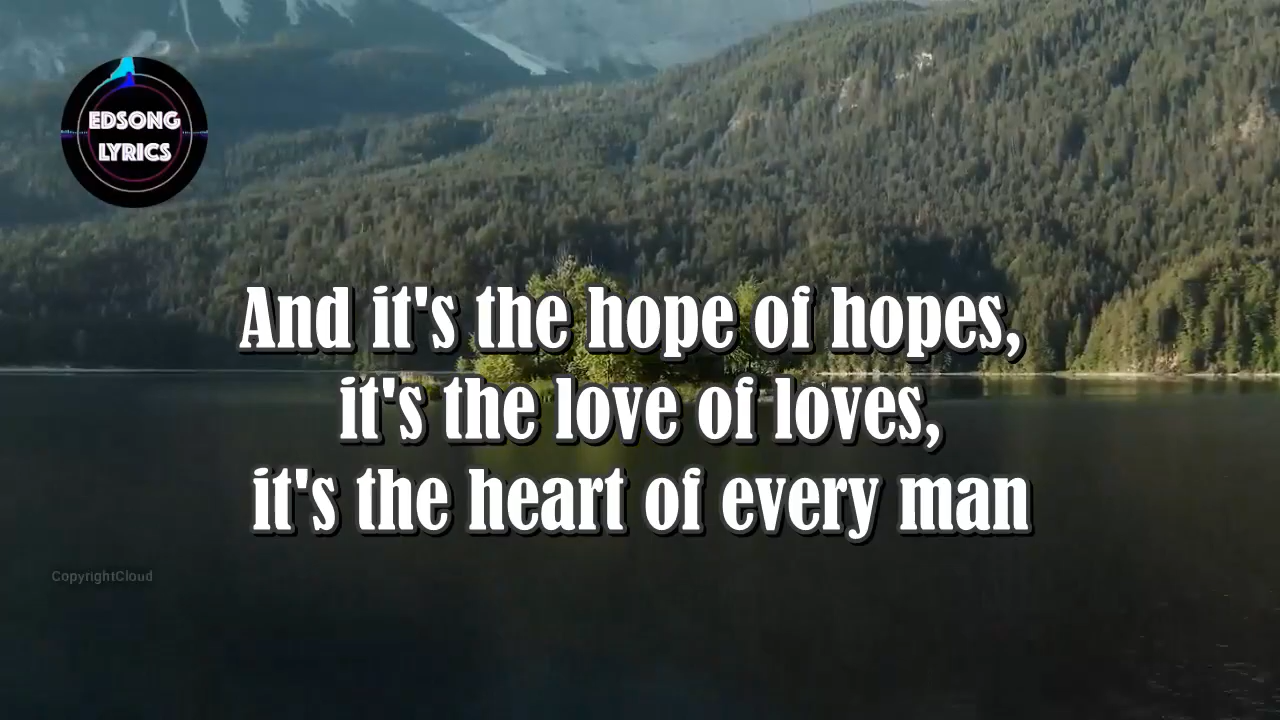 EDSONG
LYRICS
And it's the hope of hopes,
it's the love of loves,
it's the heart of every man
CopyrightCloud